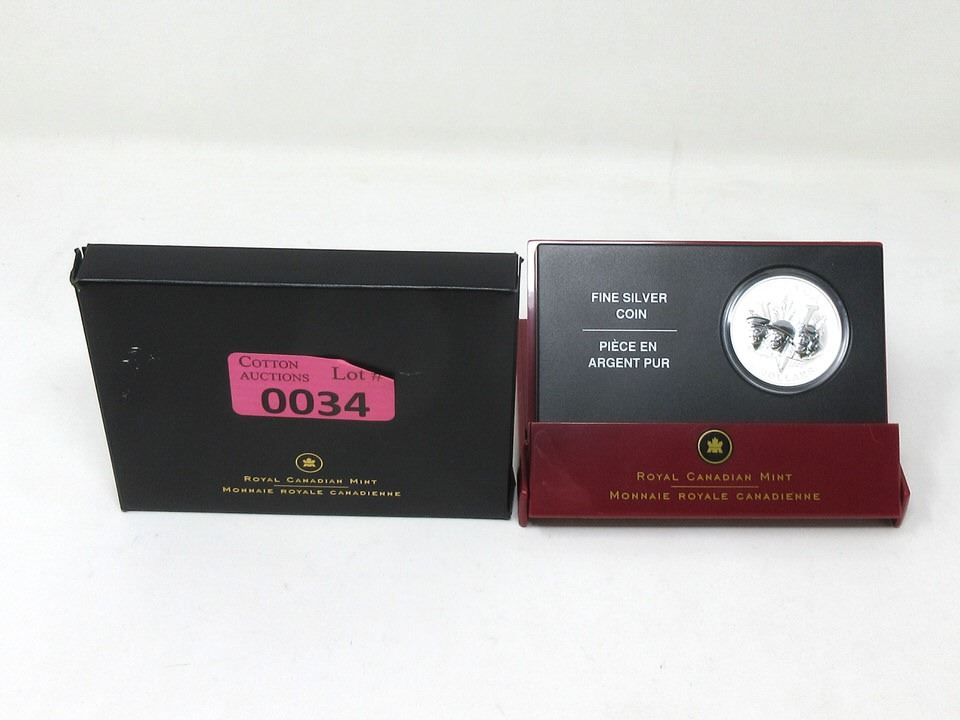 COTTON
AUCTIONS Lot #
0034
ROYAL CANADIAN MINT
MONNAIE ROYALE CANADIENNE
FINE SILVER
COIN
PIÈCE EN
ARGENT PUR
DOLLARS
ROYAL CANADIAN MINT
MONNAIE ROYALE CANADIENNE